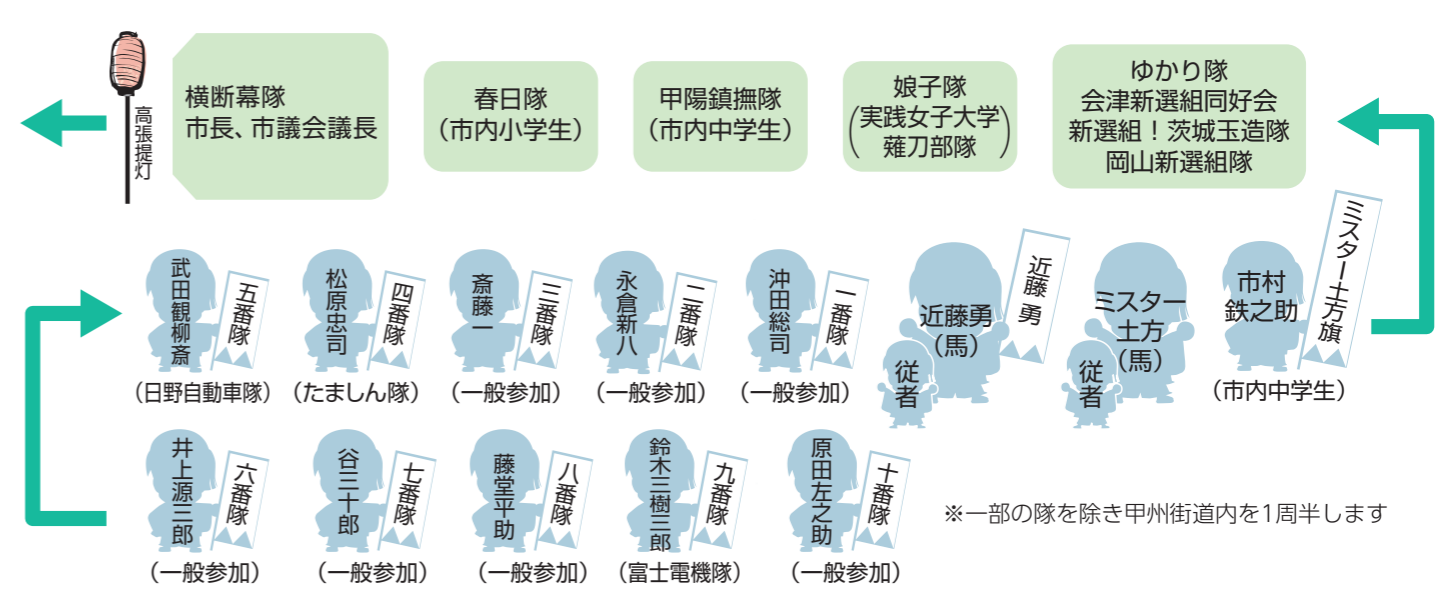 高張提灯
横断幕隊
市長、市議会議長
春日隊
（市内小学生）
甲陽鎮撫隊
（市内中学生）
娘子隊
（実践女子大学
薙刀部隊）
ゆかり隊
会津新選組同好会
新選組！茨城玉造隊
岡山新選組隊
ミスター土方旗
市村
鉄之助
（市内中学生）
ミスター
土方
（馬）
従者
近藤勇
近藤勇
（馬）
従者
一番隊
沖田総司
（一般参加）
二番隊
永倉新八
（一般参加）
三番隊
斎藤一
（一般参加）
四番隊
松原忠司
（たましん隊）
五番隊
武田観柳斎
（日野自動車隊）
六番隊
井上源三郎
（一般参加）
七番隊
谷三十郎
（一般参加）
八番隊
藤堂平助
（一般参加）
九番隊
鈴木三樹三郎
（富士電機隊）
十番隊
原田左之助
（一般参加）
※一部の隊を除き甲州街道内を1周半します